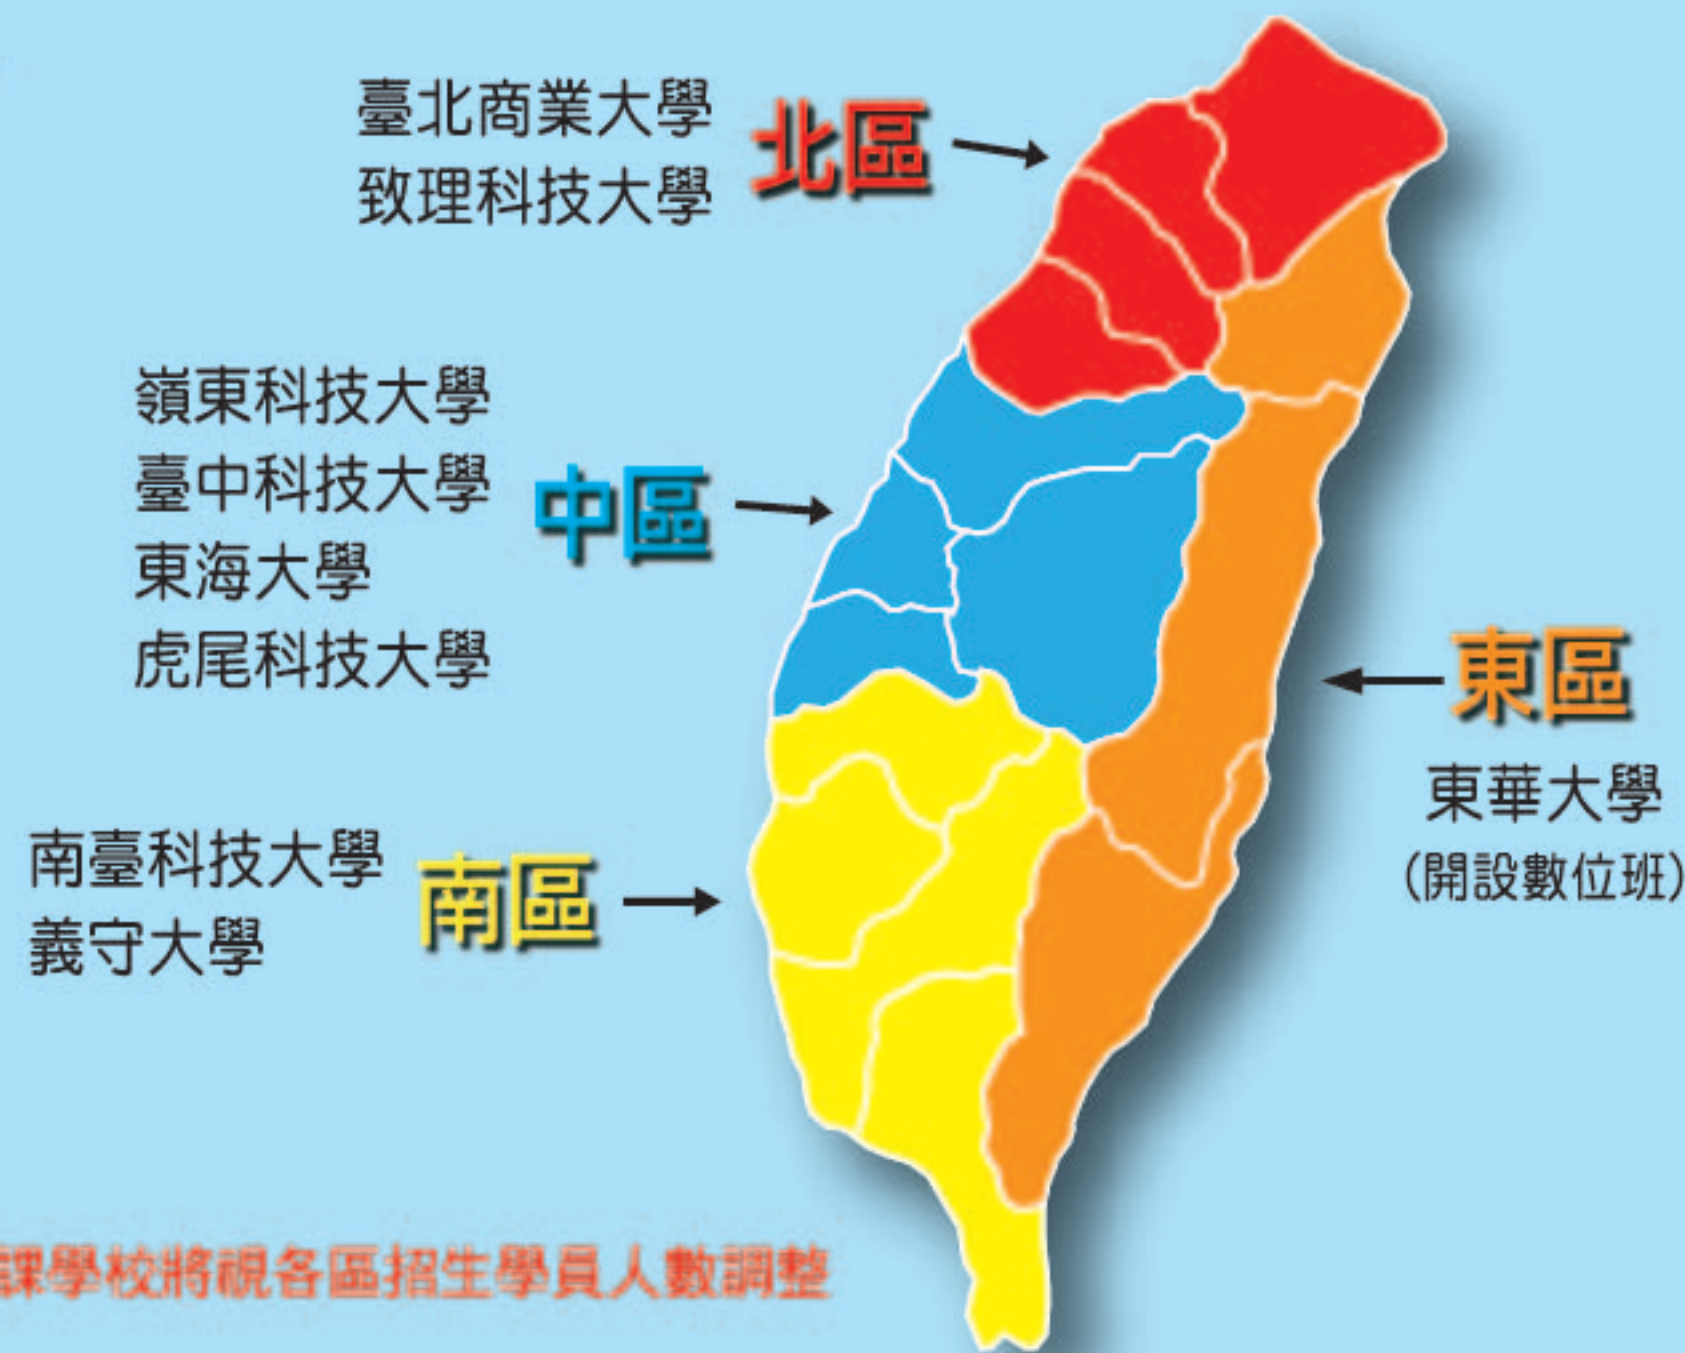 臺北商業大學
致理科技大學
北區
嶺東科技大學
臺中科技大學
東海大學
虎尾科技大學
中區
東區
東華大學
(開設數位班)
南臺科技大學
義守大學
南區
課學校將視各區招生學員人數調整